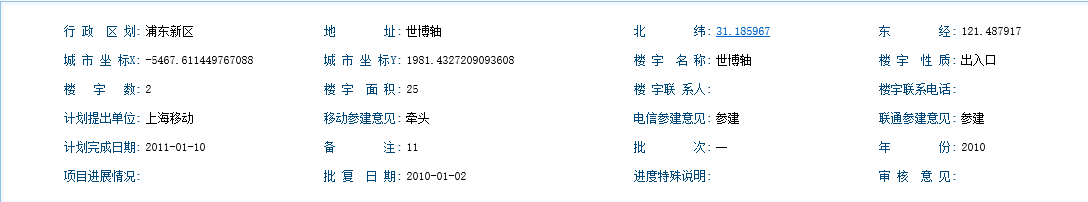 行政区划: 浦东新区 地址: 世博轴 北纬: 31.185967 东经: 121.487917
城市坐标X: -5467.611449767088 城市坐标Y: 1981.4327209093608 楼宇名称: 世博轴 楼宇性质: 出入口
楼宇数: 2 楼宇面积: 25 楼宇联系人: 楼宇联系电话:
计划提出单位: 上海移动 移动参建意见: 牵头 电信参建意见: 参建 联通参建意见: 参建
计划完成日期: 2011-01-10 备注: 11 批次: 一 年份: 2010
项目进展情况: 批复日期: 2010-01-02 进度特殊说明: 审核意见: